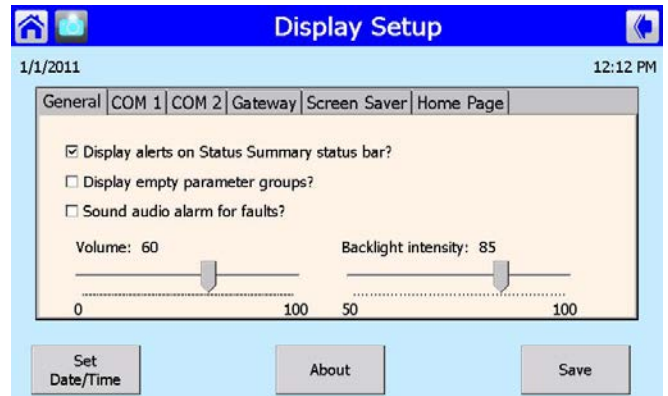 Display Setup
1/1/2011 12:12 PM
General COM 1 COM 2 Gateway Screen Saver Home Page
Display alerts on Status Summary status bar?
Display empty parameter groups?
Sound audio alarm for faults?
Volume: 60 Backlight intensity: 85
0 100 50 100
Set Date/Time About Save